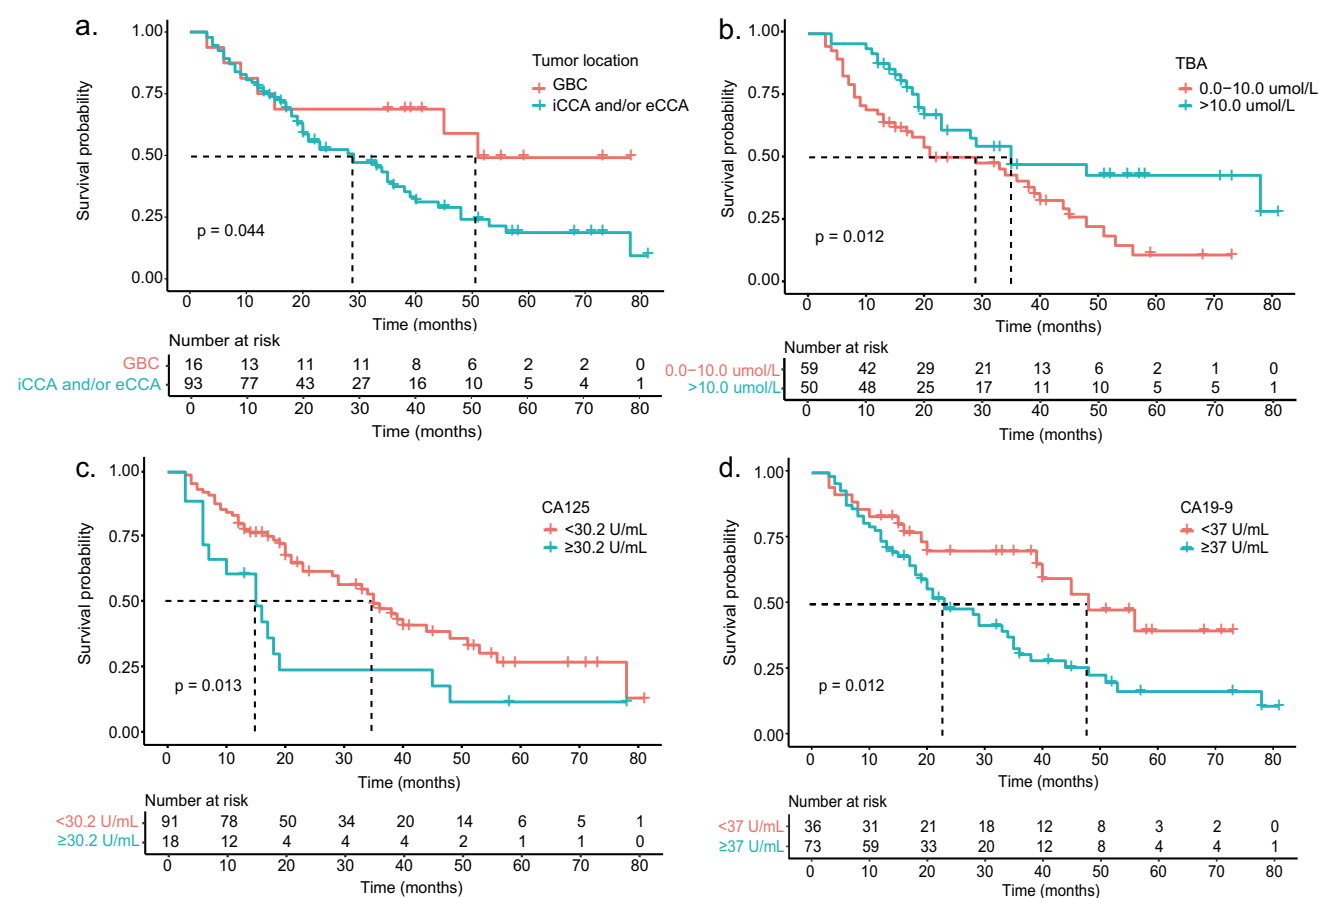 a.
Survival probability
1.00
0.75
0.50
0.25
0.00
Tumor location
GBC
iCCA and/or eCCA
p = 0.044
0 10 20 30 40 50 60 70 80
Time (months)
Number at risk
GBC 16 13 11 11 8 6 2 2 0
iCCA and/or eCCA 93 77 43 27 16 10 5 4 1
0 10 20 30 40 50 60 70 80
Time (months)
b.
Survival probability
1.00
0.75
0.50
0.25
0.00
TBA
0.0−10.0 umol/L
>10.0 umol/L
p = 0.012
0 10 20 30 40 50 60 70 80
Time (months)
Number at risk
0.0−10.0 umol/L 59 42 29 21 13 6 2 1 0
>10.0 umol/L 50 48 25 17 11 10 5 5 1
0 10 20 30 40 50 60 70 80
Time (months)
c.
Survival probability
1.00
0.75
0.50
0.25
0.00
CA125
<30.2 U/mL
≥30.2 U/mL
p = 0.013
0 10 20 30 40 50 60 70 80
Time (months)
Number at risk
<30.2 U/mL 91 78 50 34 20 14 6 5 1
≥30.2 U/mL 18 12 4 4 4 2 1 1 0
0 10 20 30 40 50 60 70 80
Time (months)
d.
Survival probability
1.00
0.75
0.50
0.25
0.00
CA19-9
<37 U/mL
≥37 U/mL
p = 0.012
0 10 20 30 40 50 60 70 80
Time (months)
Number at risk
<37 U/mL 36 31 21 18 12 8 3 2 0
≥37 U/mL 73 59 33 20 12 8 4 4 1
0 10 20 30 40 50 60 70 80
Time (months)